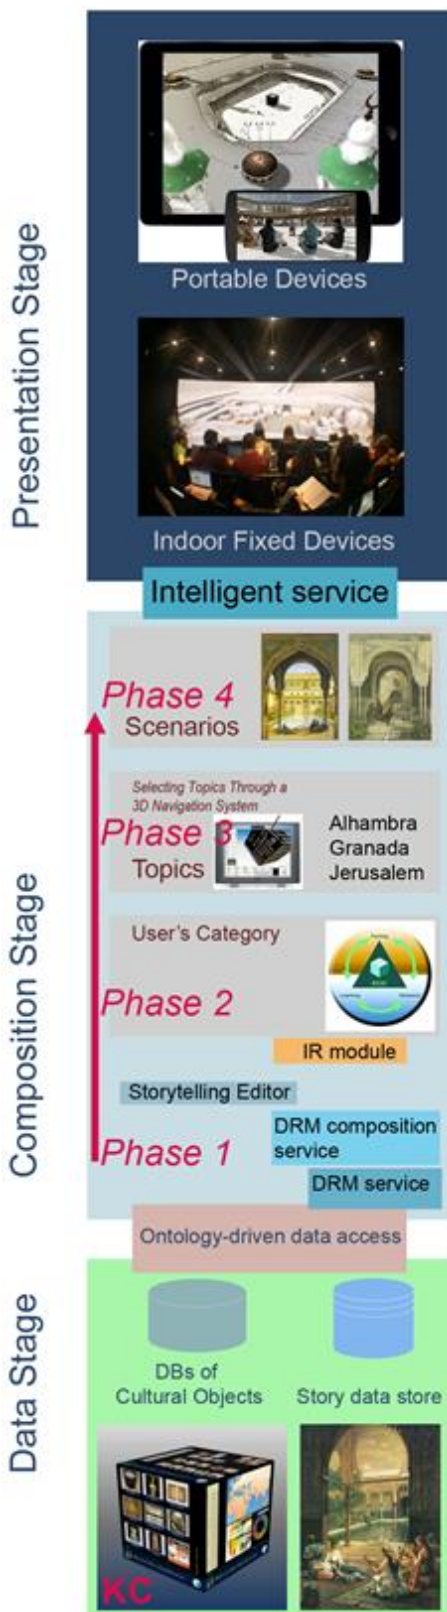 Presentation Stage
Portable Devices
Indoor Fixed Devices
Intelligent service
Composition Stage
Phase 4
Scenarios
Selecting Topics Through a
3D Navigation System
Phase 3
Topics
Alhambra
Granada
Jerusalem
User's Category
Phase 2
IR module
Storytelling Editor
Phase 1
DRM composition
service
DRM service
Ontology-driven data access
Data Stage
DBs of
Cultural Objects
Story data store
KC